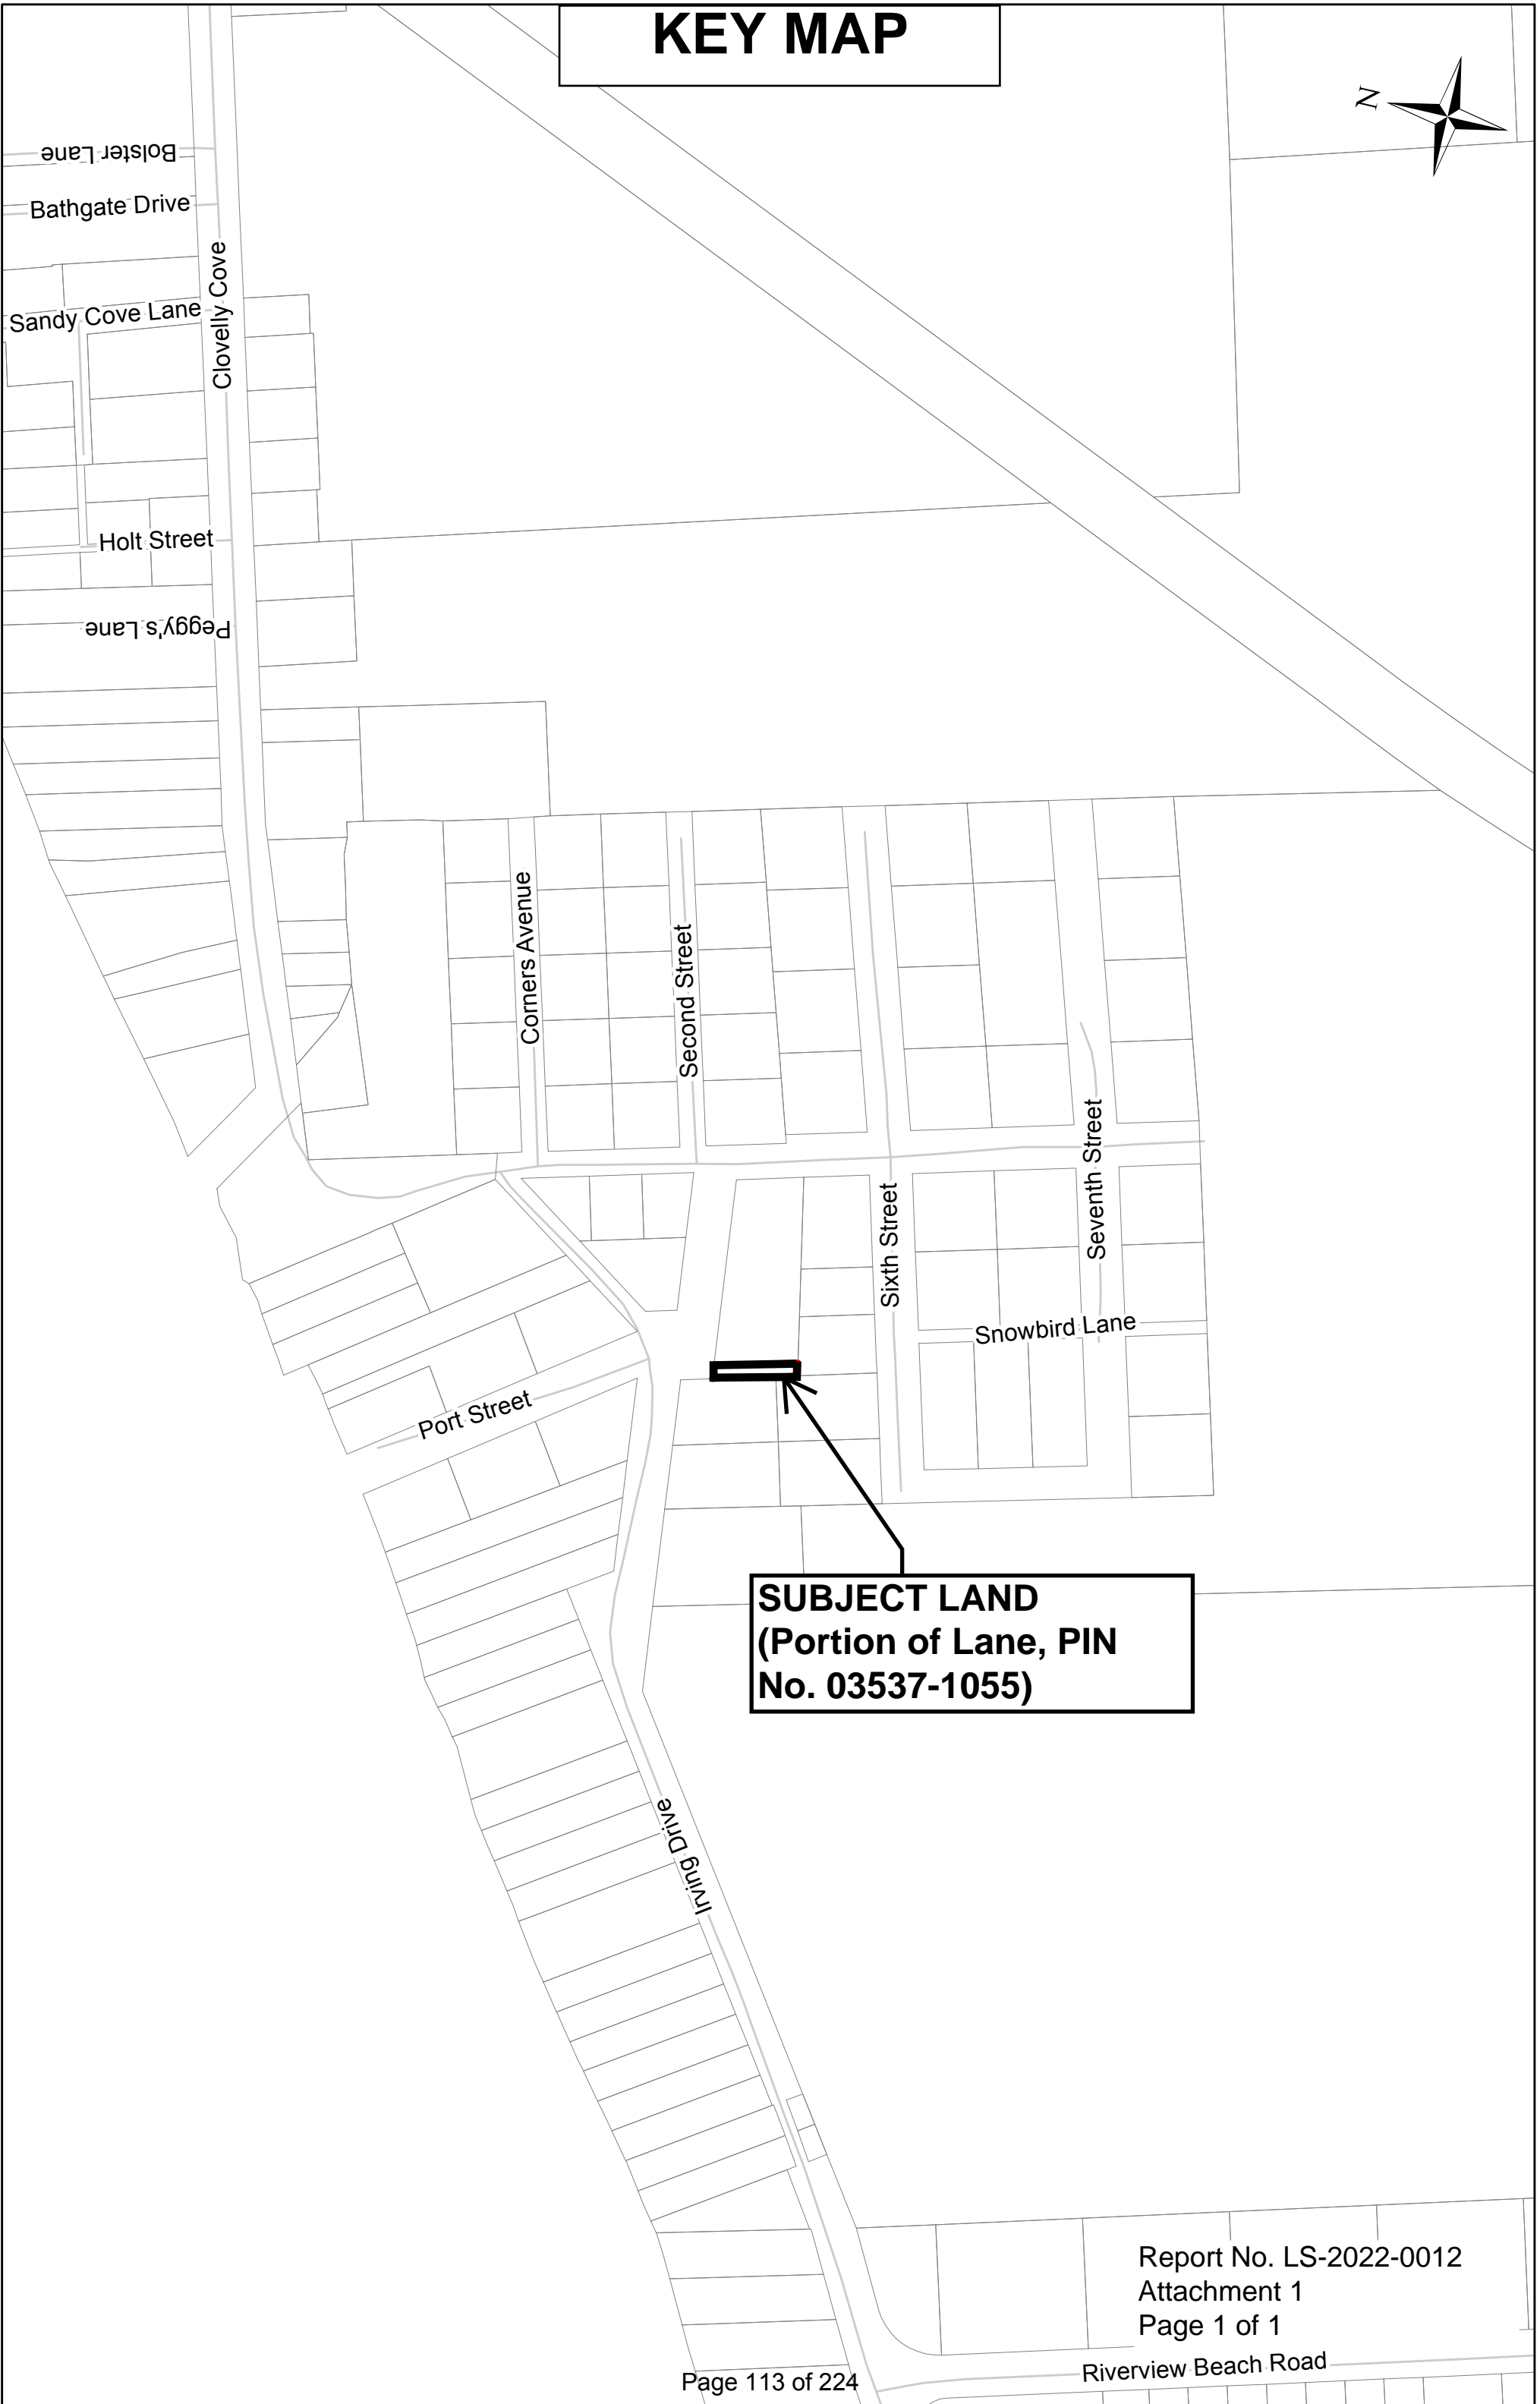 KEY MAP
N
Bolster Lane
Bathgate Drive
Clovelly Cove
Sandy Cove Lane
Holt Street
Peggy's Lane
Corners Avenue
Second Street
Sixth Street
Seventh Street
Snowbird Lane
Port Street
SUBJECT LAND
(Portion of Lane, PIN
No. 03537-1055)
Irving Drive
Report No. LS-2022-0012
Attachment 1
Page 1 of 1
Riverview Beach Road
Page 113 of 224